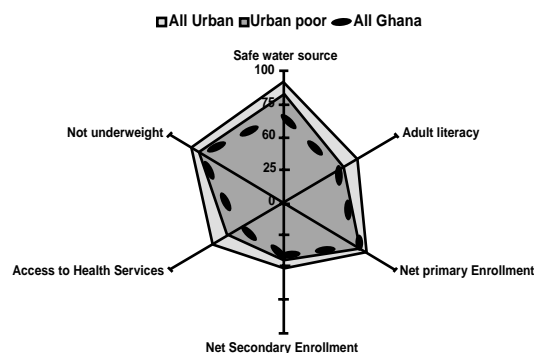 All Urban Urban poor All Ghana
Safe water source
100
75
60
25
0
Not underweight
Adult literacy
Access to Health Services
Net primary Enrollment
Net Secondary Enrollment